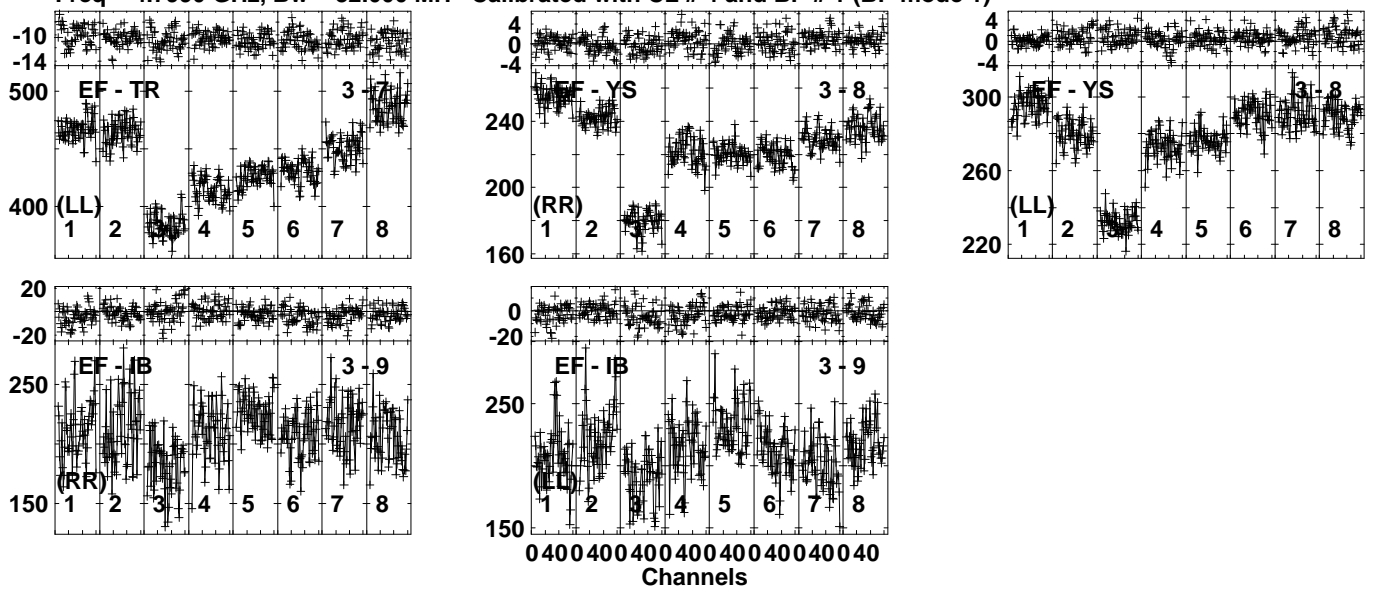 -10
-14
500
400
EF - TR
3 - 7
(LL)
1 2 3 4 5 6 7 8
4
0
-4
240
200
160
EF - YS
3 - 8
(RR)
1 2 3 4 5 6 7 8
4
0
-4
300
260
220
EF - YS
3 - 8
(LL)
1 2 3 4 5 6 7 8
20
-20
250
150
EF - IB
3 - 9
(RR)
1 2 3 4 5 6 7 8
0
-20
250
150
EF - IB
3 - 9
(LL)
1 2 3 4 5 6 7 8
0 40 0 40 0 40 0 40 0 40 0 40 0 40 0 40
Channels